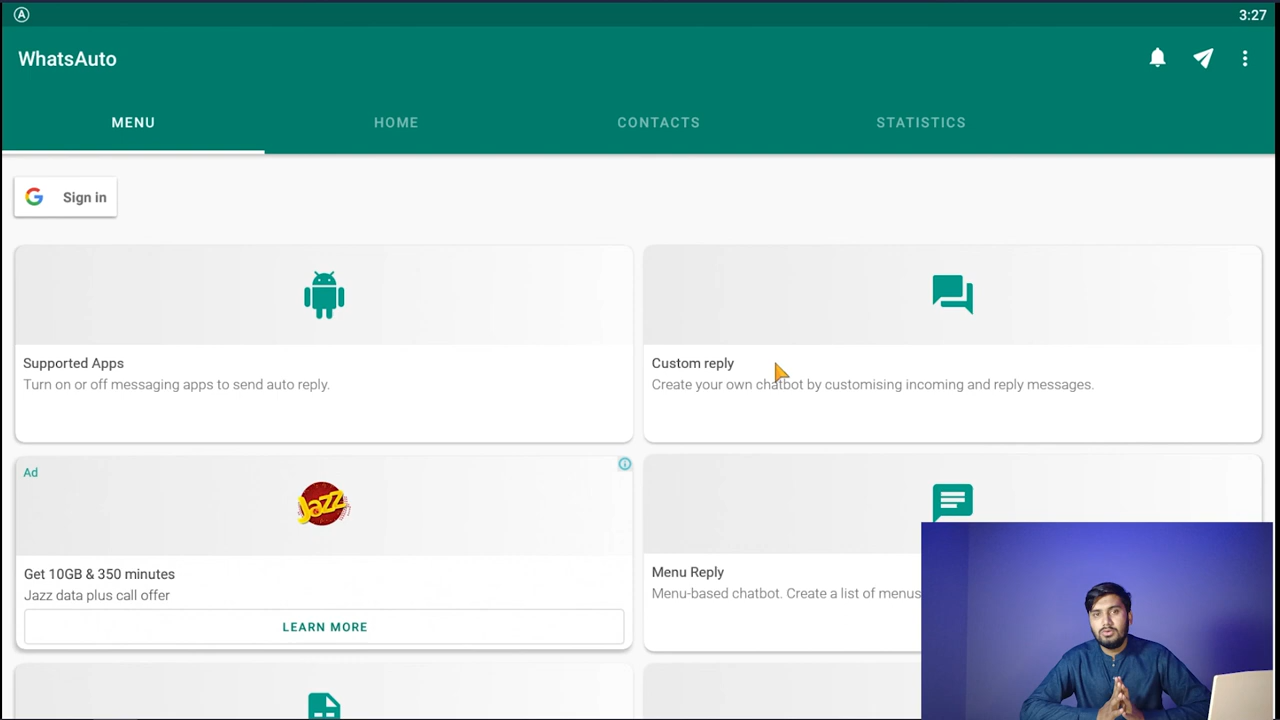 3:27
WhatsAuto
MENU
HOME
CONTACTS
STATISTICS
Sign in
Supported Apps
Turn on or off messaging apps to send auto reply.
Custom reply
Create your own chatbot by customising incoming and reply messages.
Ad
Jazz
Get 10GB & 350 minutes
Jazz data plus call offer
LEARN MORE
Menu Reply
Menu-based chatbot. Create a list of menus